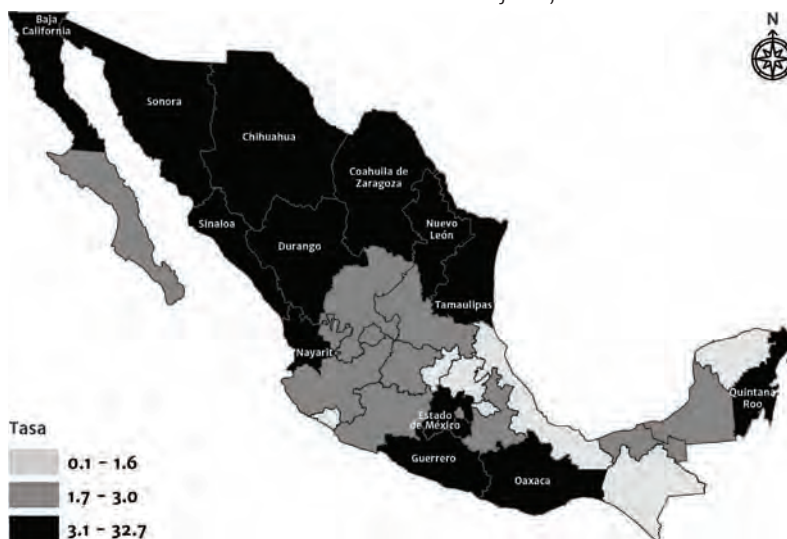 N
Baja
California
Sonora
Chihuahua
Coahuila de
Zaragoza
Sinaloa
Nuevo
León
Durango
Tamaulipas
Nayarit
Quintana
Roo
Estado
de México
Guerrero
Oaxaca
Tasa
0.1 – 1.6
1.7 – 3.0
3.1 – 32.7